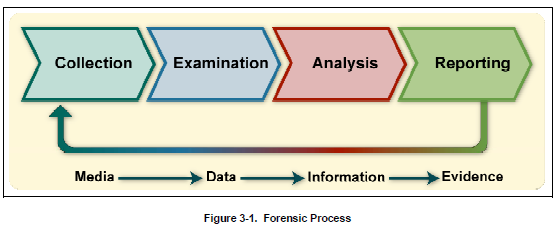 Collection Examination Analysis Reporting
Media Data Information Evidence
Figure 3-1. Forensic Process